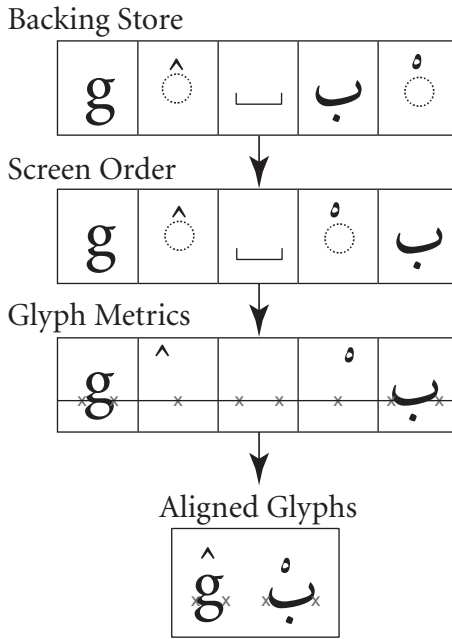 Backing Store
g ◌̂ ⎵ ب ◌ْ
Screen Order
g ◌̂ ⎵ ◌ْ ب
Glyph Metrics
g ̂  ْ ب
Aligned Glyphs
ĝ بْ